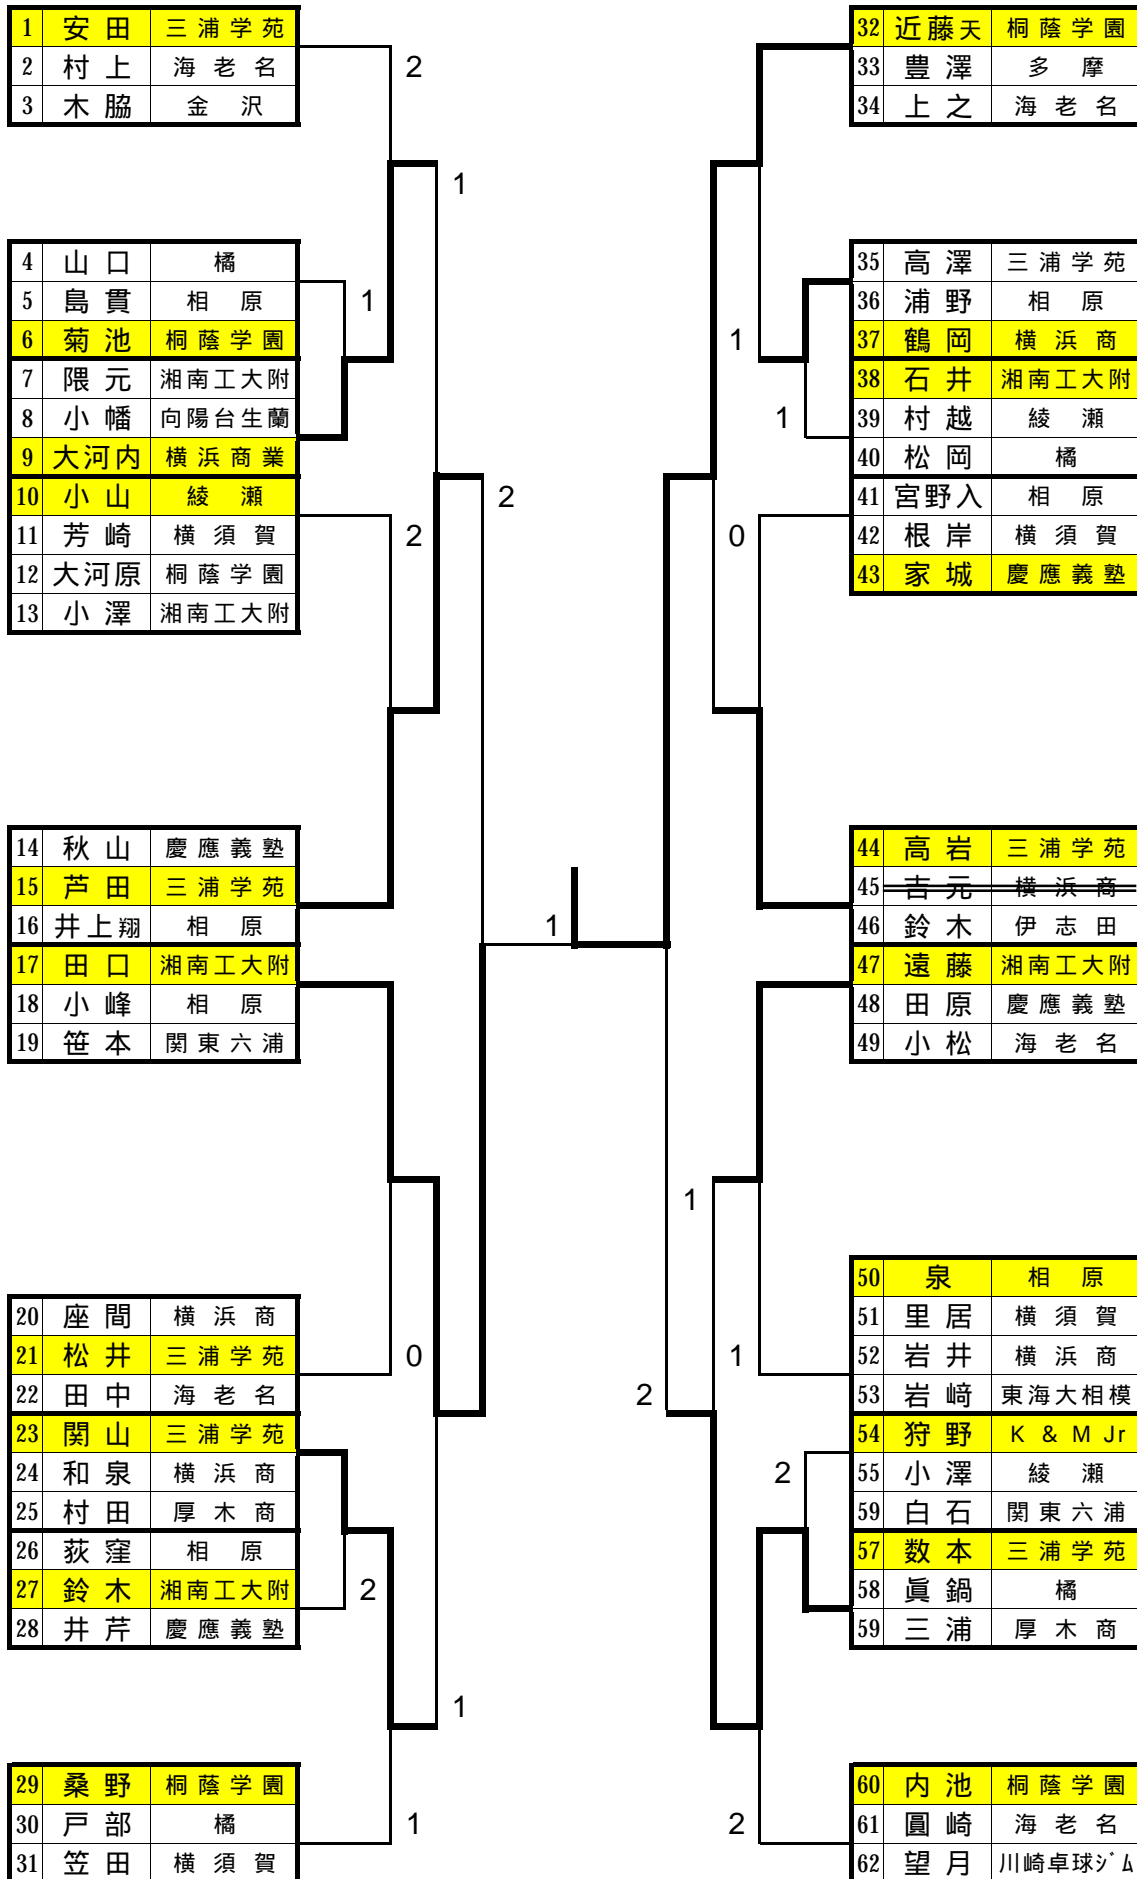 1 安田 三浦学苑
2 村上 海老名
3 木脇 金沢
2
1
4 山口 橘
5 島貫 相原
6 菊池 桐蔭学園
7 隈元 湘南工大附
8 小幡 向陽台生蘭
9 大河内 横浜商業
10 小山 綾瀬
11 芳崎 横須賀
12 大河原 桐蔭学園
13 小澤 湘南工大附
1
2
2
14 秋山 慶應義塾
15 芦田 三浦学苑
16 井上翔 相原
17 田口 湘南工大附
18 小峰 相原
19 笹本 関東六浦
1
20 座間 横浜商
21 松井 三浦学苑
22 田中 海老名
23 関山 三浦学苑
24 和泉 横浜商
25 村田 厚木商
26 荻窪 相原
27 鈴木 湘南工大附
28 井芹 慶應義塾
0
2
1
29 桑野 桐蔭学園
30 戸部 橘
31 笠田 横須賀
1
32 近藤天 桐蔭学園
33 豊澤 多摩
34 上之 海老名
35 高澤 三浦学苑
36 浦野 相原
37 鶴岡 横浜商
38 石井 湘南工大附
39 村越 綾瀬
40 松岡 橘
41 宮野入 相原
42 根岸 横須賀
43 家城 慶應義塾
1
1
0
44 高岩 三浦学苑
45 吉元 横浜商
46 鈴木 伊志田
47 遠藤 湘南工大附
48 田原 慶應義塾
49 小松 海老名
1
50 泉 相原
51 里居 横須賀
52 岩井 横浜商
53 岩﨑 東海大相模
54 狩野 K & M Jr
55 小澤 綾瀬
59 白石 関東六浦
57 数本 三浦学苑
58 眞鍋 橘
59 三浦 厚木商
1
2
2
60 内池 桐蔭学園
61 圓崎 海老名
62 望月 川崎卓球ｼﾞﾑ
2